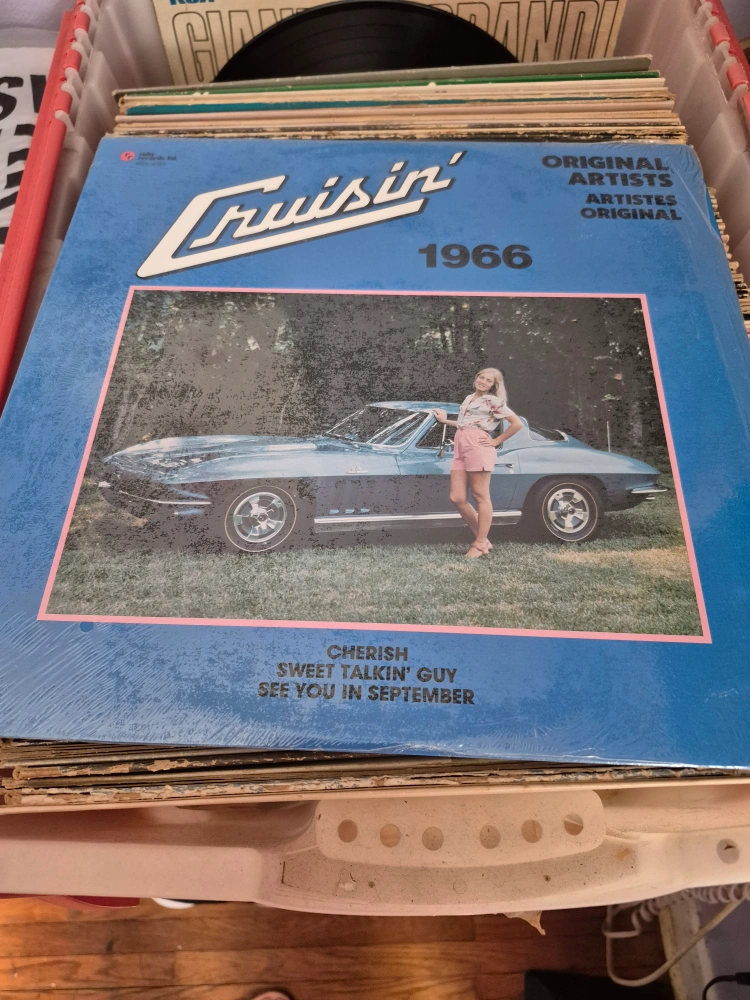 Cruisin'
1966
ORIGINAL
ARTISTS
ARTISTES
ORIGINAL
CHERISH
SWEET TALKIN' GUY
SEE YOU IN SEPTEMBER